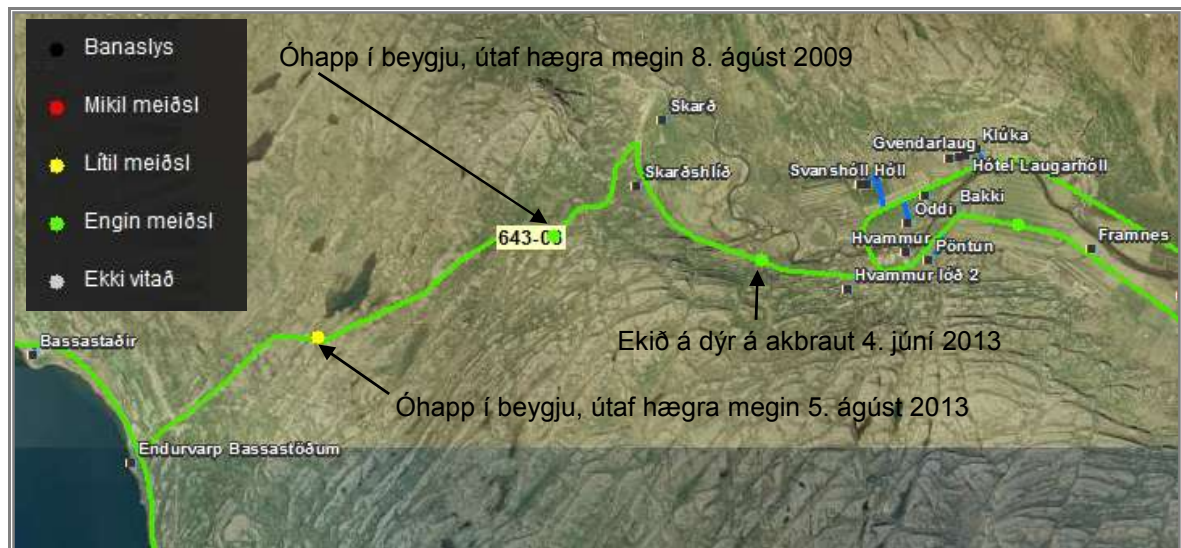 Banaslys
Mikil meiðsl
Lítil meiðsl
Engin meiðsl
Ekki vitað
Óhapp í beygju, útaf hægra megin 8. ágúst 2009
Skarð
Klúka
Gvendarlaug
Skarðshlíð
Svanshóll Hóll
Hótel Laugarhóll
Bakki
Oddi
643-03
Hvammur
Framnes
Pöntun
Hvammur lóð 2
Ekið á dýr á akbraut 4. júní 2013
Bassastaðir
Óhapp í beygju, útaf hægra megin 5. ágúst 2013
Endurvarp Bassastöðum